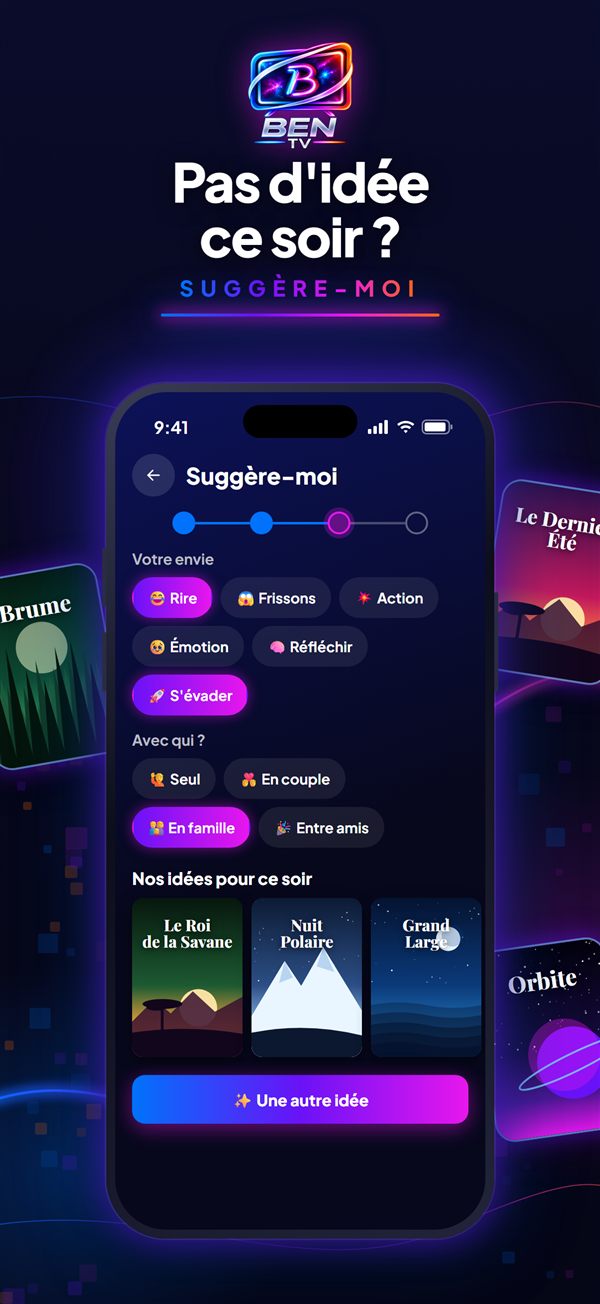 B
BEN
TV
Pas d'idée
ce soir ?
SUGGÈRE-MOI
9:41
Suggère-moi
Votre envie
😂 Rire
😱 Frissons
💥 Action
🥹 Émotion
🧠 Réfléchir
🚀 S'évader
Avec qui ?
🙋 Seul
💑 En couple
👨‍👩‍👧‍👦 En famille
🎉 Entre amis
Nos idées pour ce soir
Le Roi
de la Savane
Nuit
Polaire
Grand
Large
✨ Une autre idée
Brume
Le Dernie
Été
Orbite